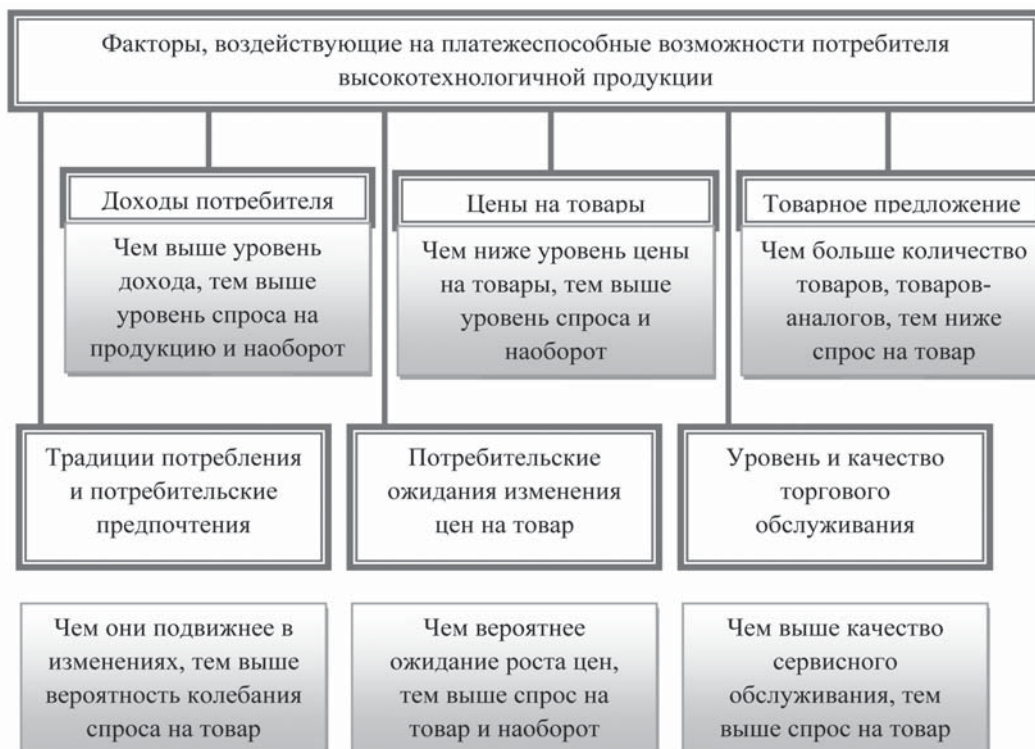 Факторы, воздействующие на платежеспособные возможности потребителя
высокотехнологичной продукции
Доходы потребителя
Чем выше уровень
дохода, тем выше
уровень спроса на
продукцию и наоборот
Цены на товары
Чем ниже уровень цены
на товары, тем выше
уровень спроса и
наоборот
Товарное предложение
Чем больше количество
товаров, товаров-
аналогов, тем ниже
спрос на товар
Традиции потребления
и потребительские
предпочтения
Чем они подвижнее в
изменениях, тем выше
вероятность колебания
спроса на товар
Потребительские
ожидания изменения
цен на товар
Чем вероятнее
ожидание роста цен,
тем выше спрос на
товар и наоборот
Уровень и качество
торгового
обслуживания
Чем выше качество
сервисного
обслуживания, тем
выше спрос на товар